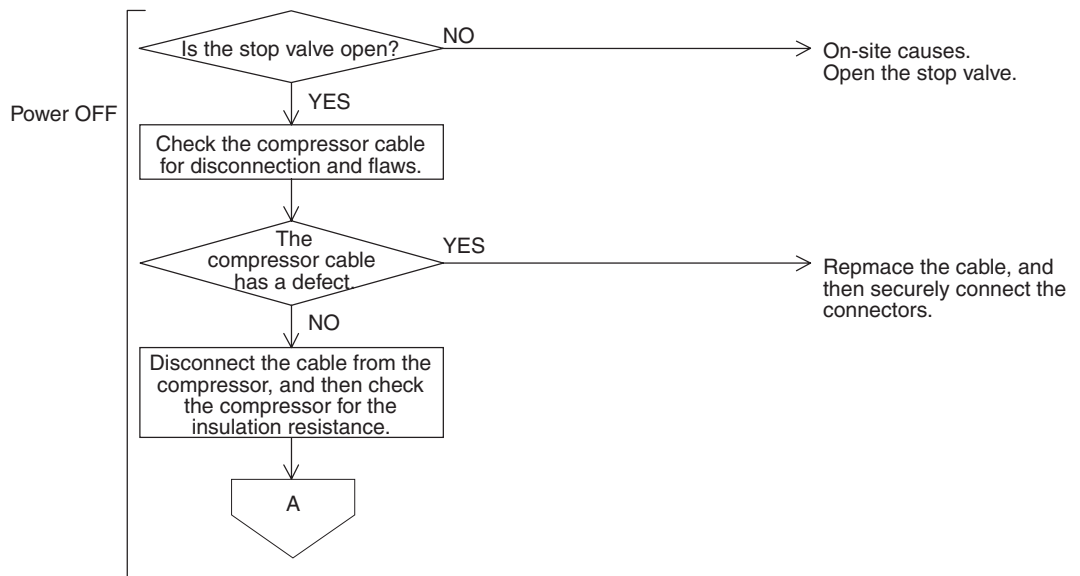 Power OFF
Is the stop valve open?
NO
On-site causes.
Open the stop valve.
YES
Check the compressor cable
for disconnection and flaws.
The
compressor cable
has a defect.
YES
Repmace the cable, and
then securely connect the
connectors.
NO
Disconnect the cable from the
compressor, and then check
the compressor for the
insulation resistance.
A